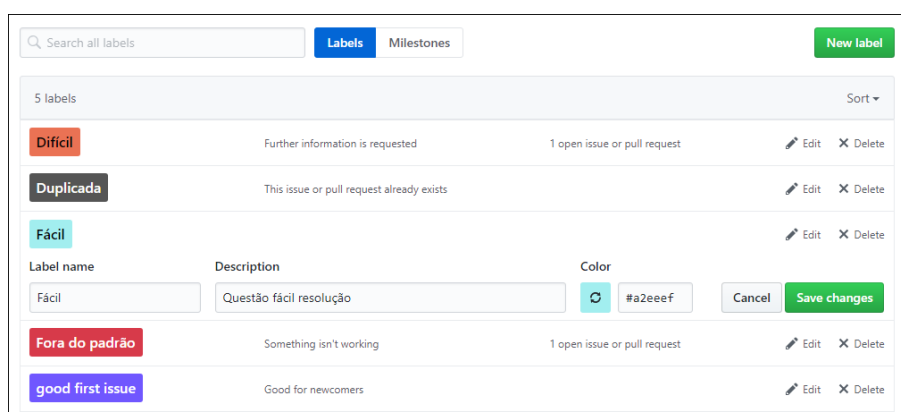 Search all labels Labels Milestones New label
5 labels Sort
Difícil Further information is requested 1 open issue or pull request Edit Delete
Duplicada This issue or pull request already exists Edit Delete
Fácil Edit Delete
Label name Description Color
Fácil Questão fácil resolução #a2eeef Cancel Save changes
Fora do padrão Something isn't working 1 open issue or pull request Edit Delete
good first issue Good for newcomers Edit Delete